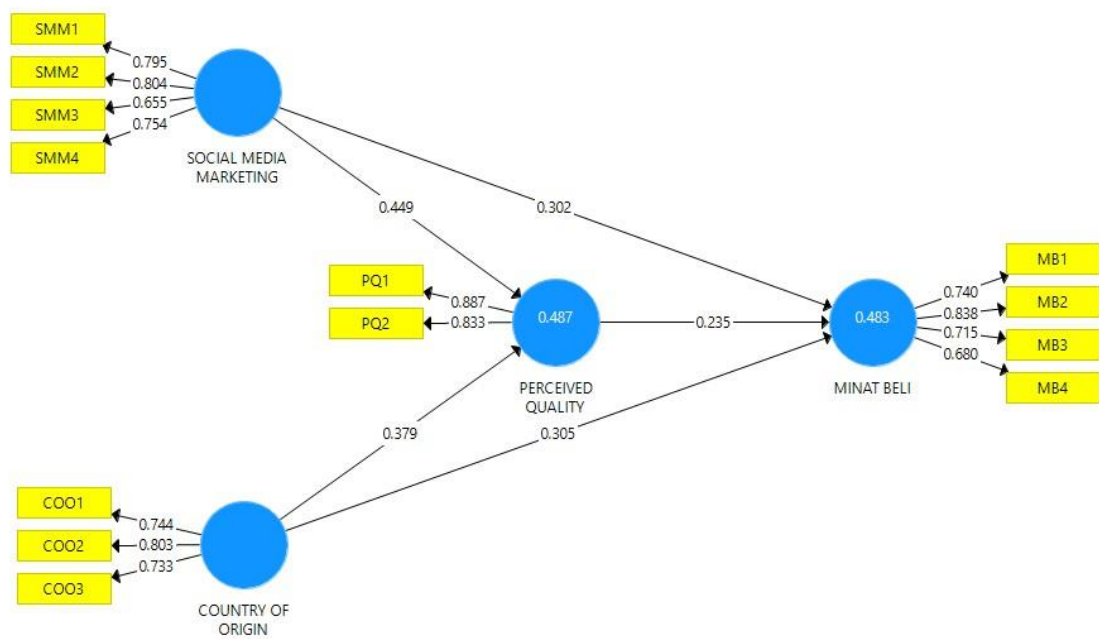 SMM1
SMM2
SMM3
SMM4
0.795
0.804
0.655
0.754
SOCIAL MEDIA
MARKETING
0.449
0.302
PQ1
PQ2
0.887
0.833
0.487
PERCEIVED
QUALITY
0.235
0.483
MINAT BELI
0.740
0.838
0.715
0.680
MB1
MB2
MB3
MB4
0.379
0.305
COO1
COO2
COO3
0.744
0.803
0.733
COUNTRY OF
ORIGIN